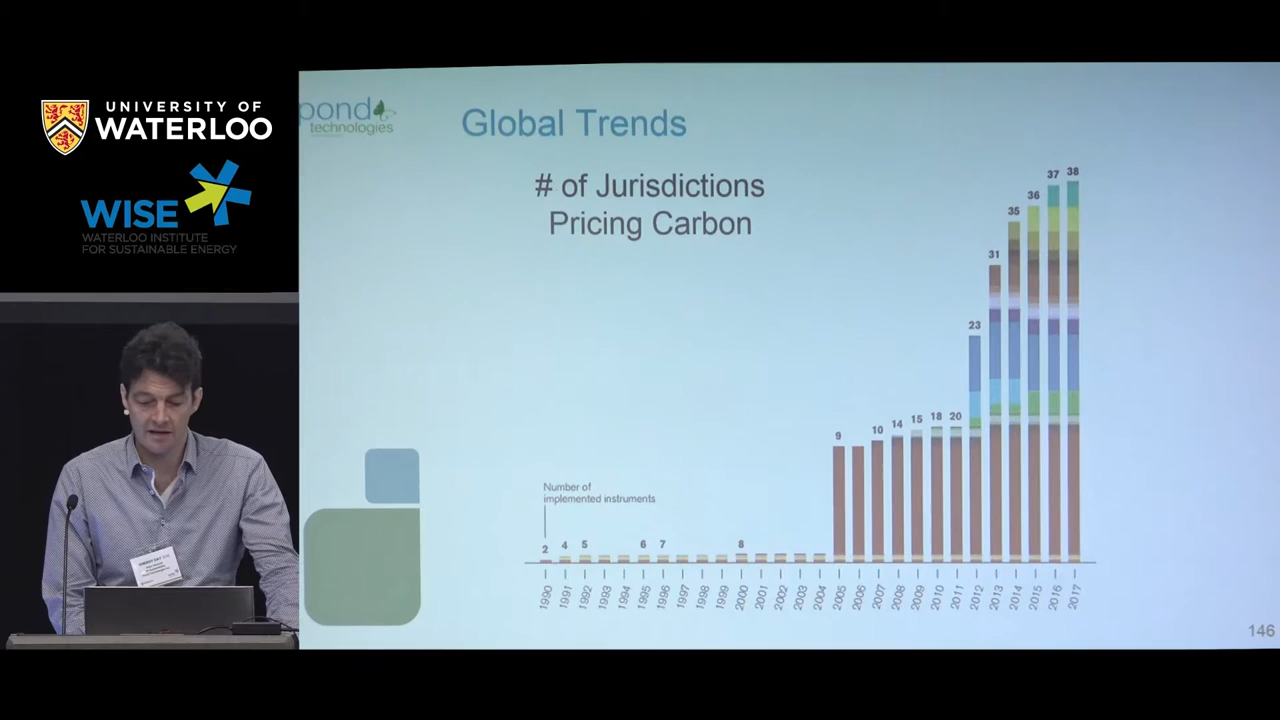 UNIVERSITY OF
WATERLOO
WISE
WATERLOO INSTITUTE
FOR SUSTAINABLE ENERGY
pond
technologies
Global Trends
# of Jurisdictions
Pricing Carbon
Number of
implemented instruments
2 4 5 6 7 8 9 10 14 15 18 20 23 31 35 36 37 38
1990 1991 1992 1993 1994 1995 1996 1997 1998 1999 2000 2001 2002 2003 2004 2005 2006 2007 2008 2009 2010 2011 2012 2013 2014 2015 2016 2017
146
ENERGY DAY